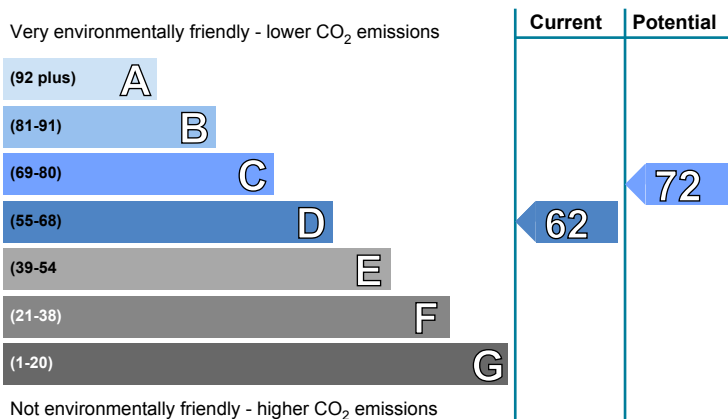 Current Potential
Very environmentally friendly - lower CO2 emissions
(92 plus) A
(81-91) B
(69-80) C
72
(55-68) D
62
(39-54 E
(21-38) F
(1-20) G
Not environmentally friendly - higher CO2 emissions